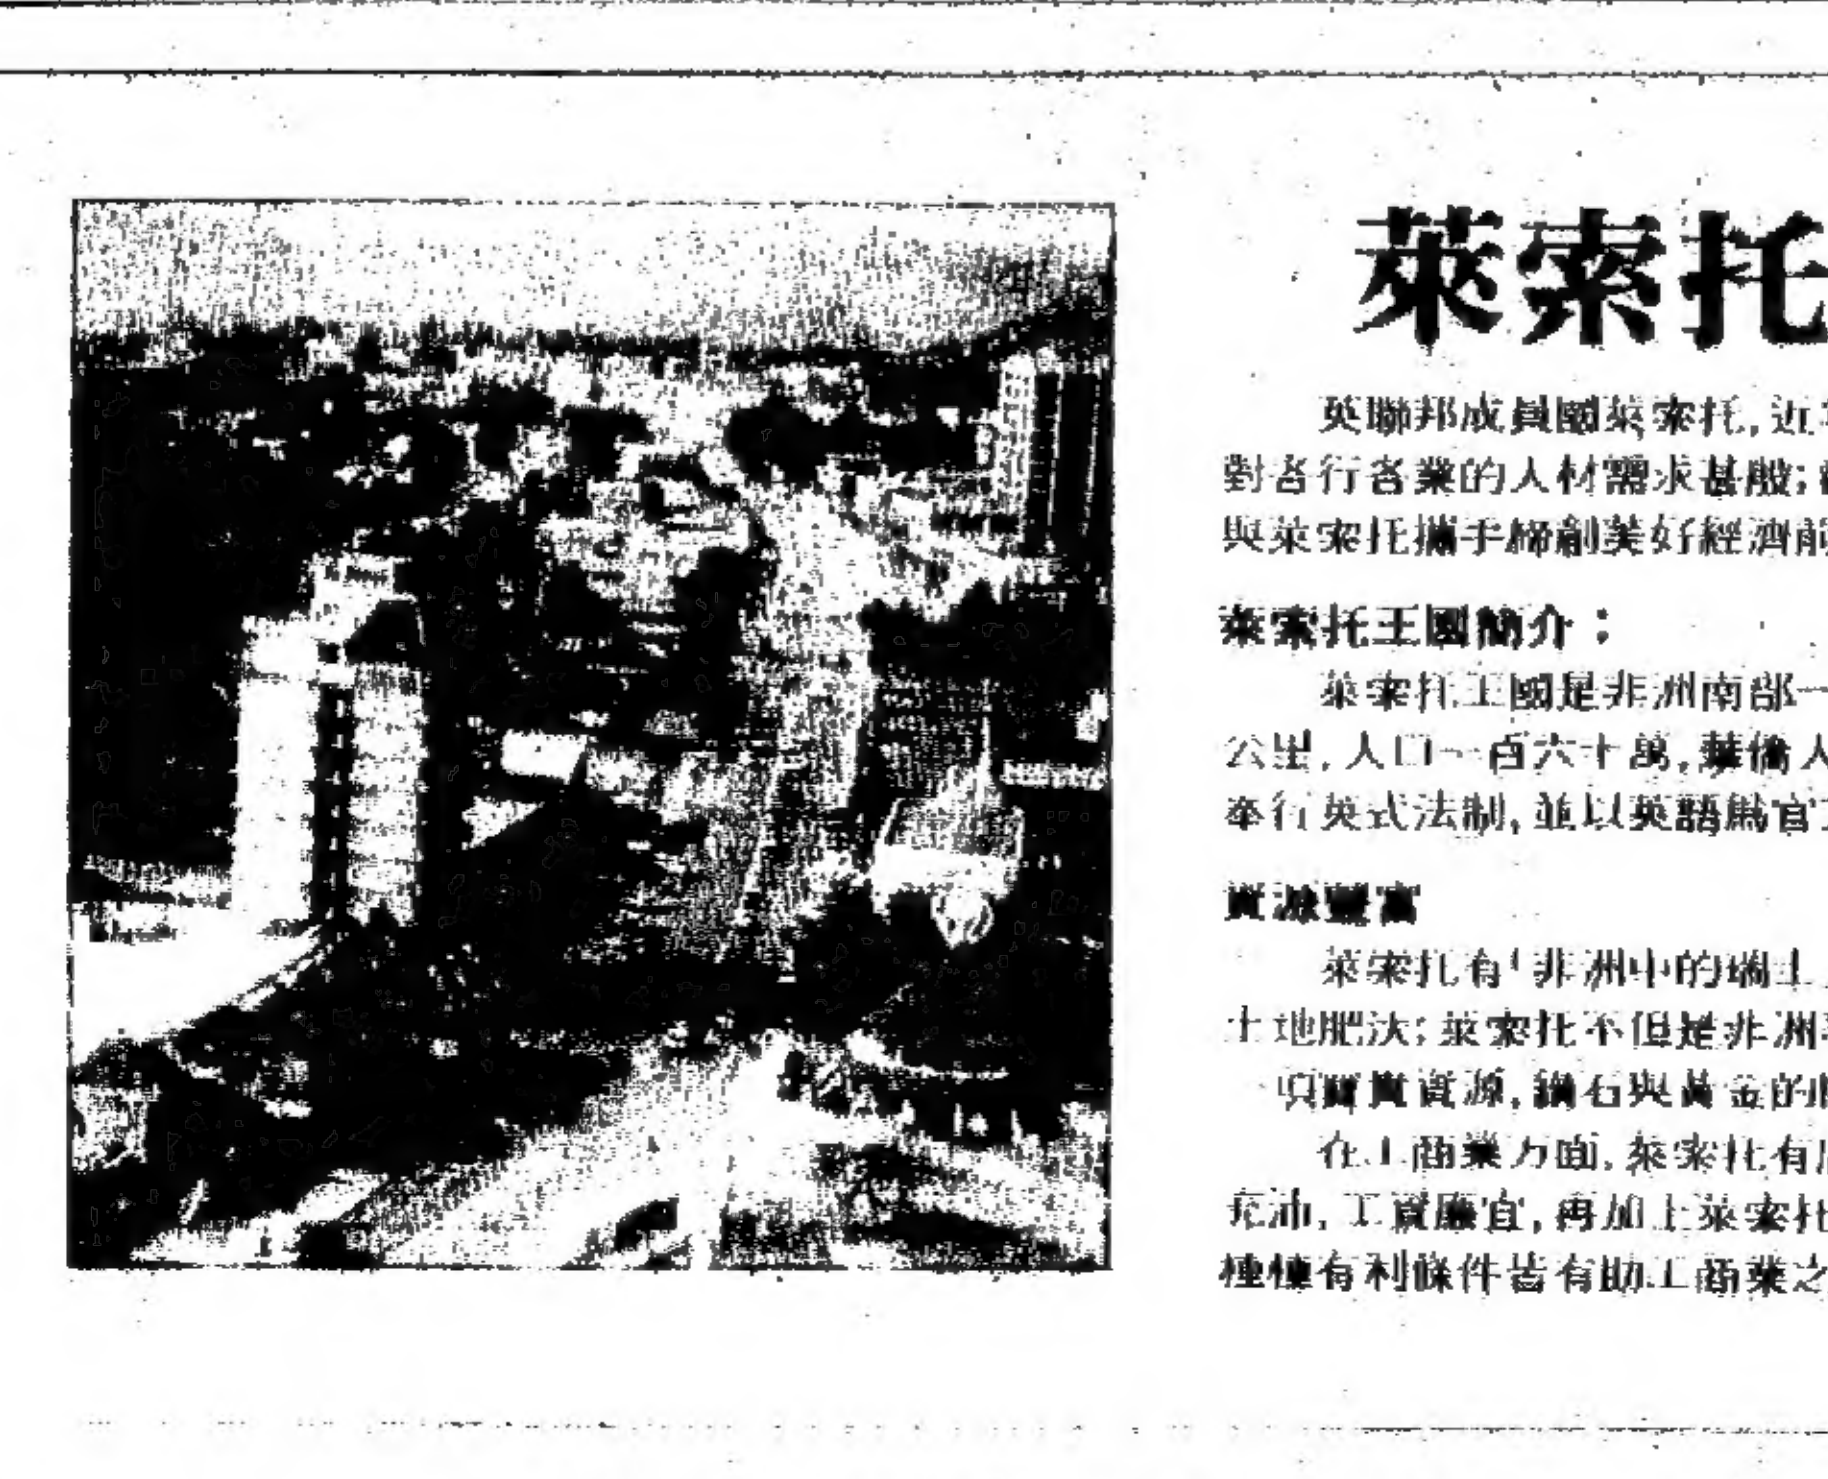 萊索托
英聯邦成員國萊索托,近
對各行各業的人材需求甚殷;
與萊索托攜手締創美好經濟前
萊索托王國簡介：
萊索托王國是非洲南部一
公里,人口一百六十萬,華僑人
奉行英式法制,並以英語爲官
資源豐富
萊索托有「非洲中的瑞士
土地肥沃;萊索托不但是非洲
寶貴資源,鑽石與黃金的
在工商業方面,萊索托有
充沛,工資廉宜,再加上萊索托
種種有利條件皆有助工商業之